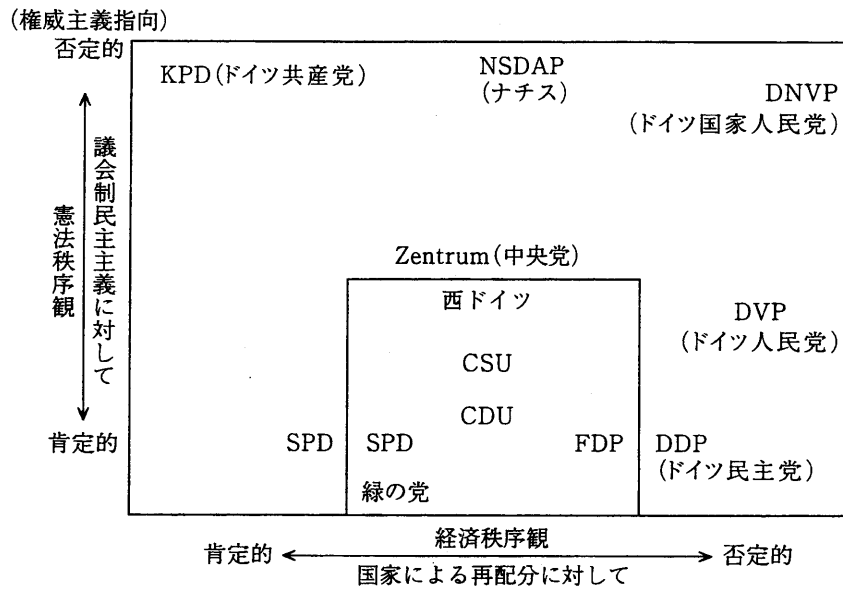 (権威主義指向)
否定的
KPD(ドイツ共産党)
NSDAP
(ナチス)
DNVP
(ドイツ国家人民党)
議会制民主主義に対して
憲法秩序観
Zentrum(中央党)
西ドイツ
DVP
(ドイツ人民党)
CSU
CDU
肯定的
SPD
SPD
FDP
DDP
(ドイツ民主党)
緑の党
経済秩序観
肯定的
否定的
国家による再配分に対して